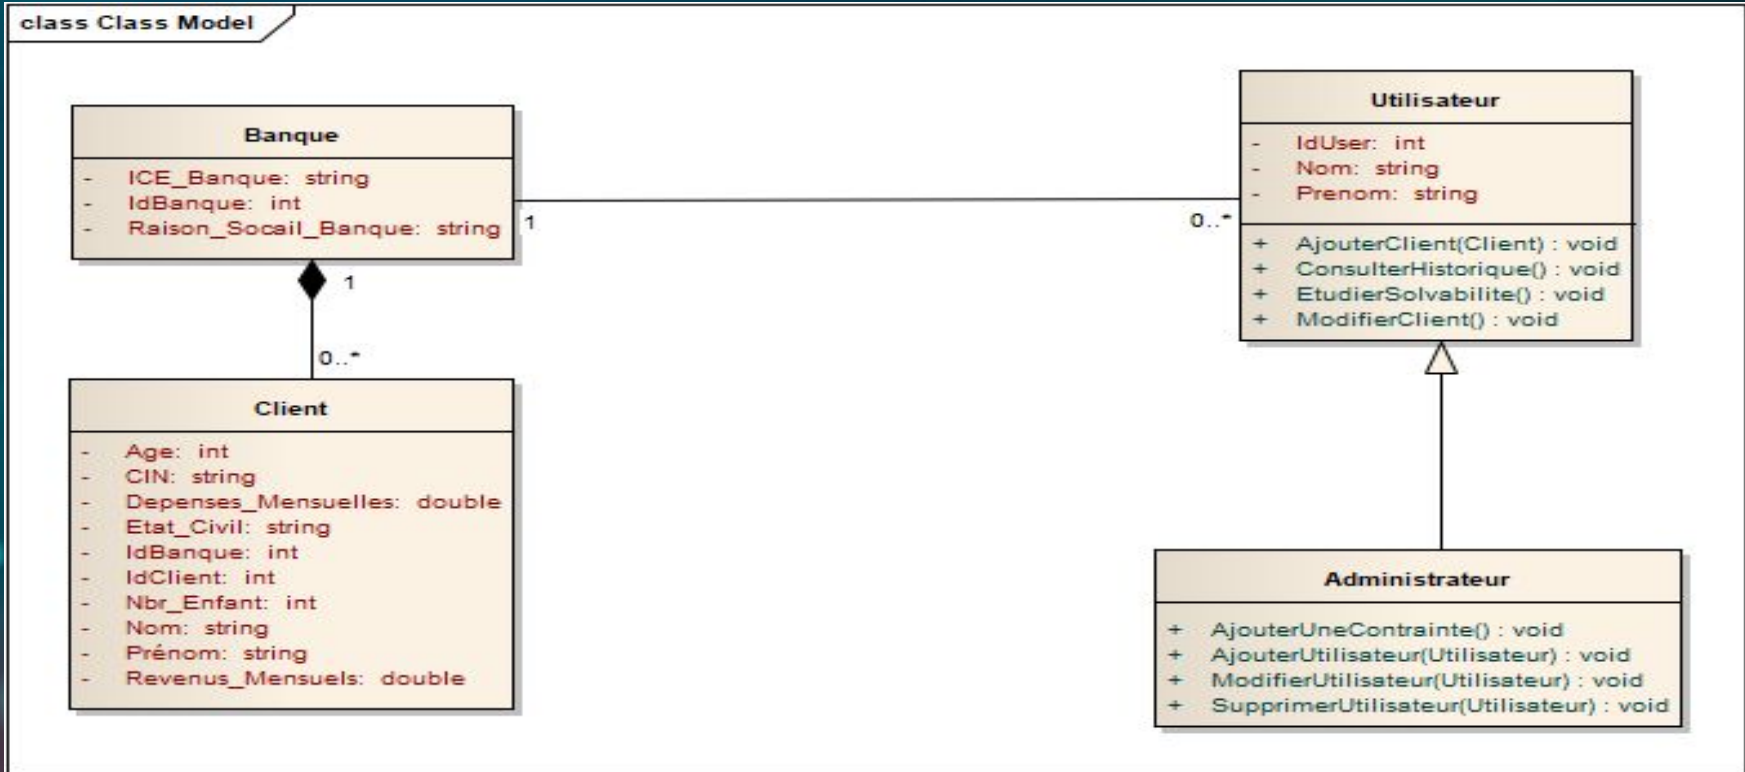 class Class Model
Banque
- ICE_Banque: string
- IdBanque: int
- Raison_Socail_Banque: string
1
0..*
Utilisateur
- IdUser: int
- Nom: string
- Prenom: string
+ AjouterClient(Client) : void
+ ConsulterHistorique() : void
+ EtudierSolvabilite() : void
+ ModifierClient() : void
1
0..*
Client
- Age: int
- CIN: string
- Depenses_Mensuelles: double
- Etat_Civil: string
- IdBanque: int
- IdClient: int
- Nbr_Enfant: int
- Nom: string
- Prénom: string
- Revenus_Mensuels: double
Administrateur
+ AjouterUneContrainte() : void
+ AjouterUtilisateur(Utilisateur) : void
+ ModifierUtilisateur(Utilisateur) : void
+ SupprimerUtilisateur(Utilisateur) : void